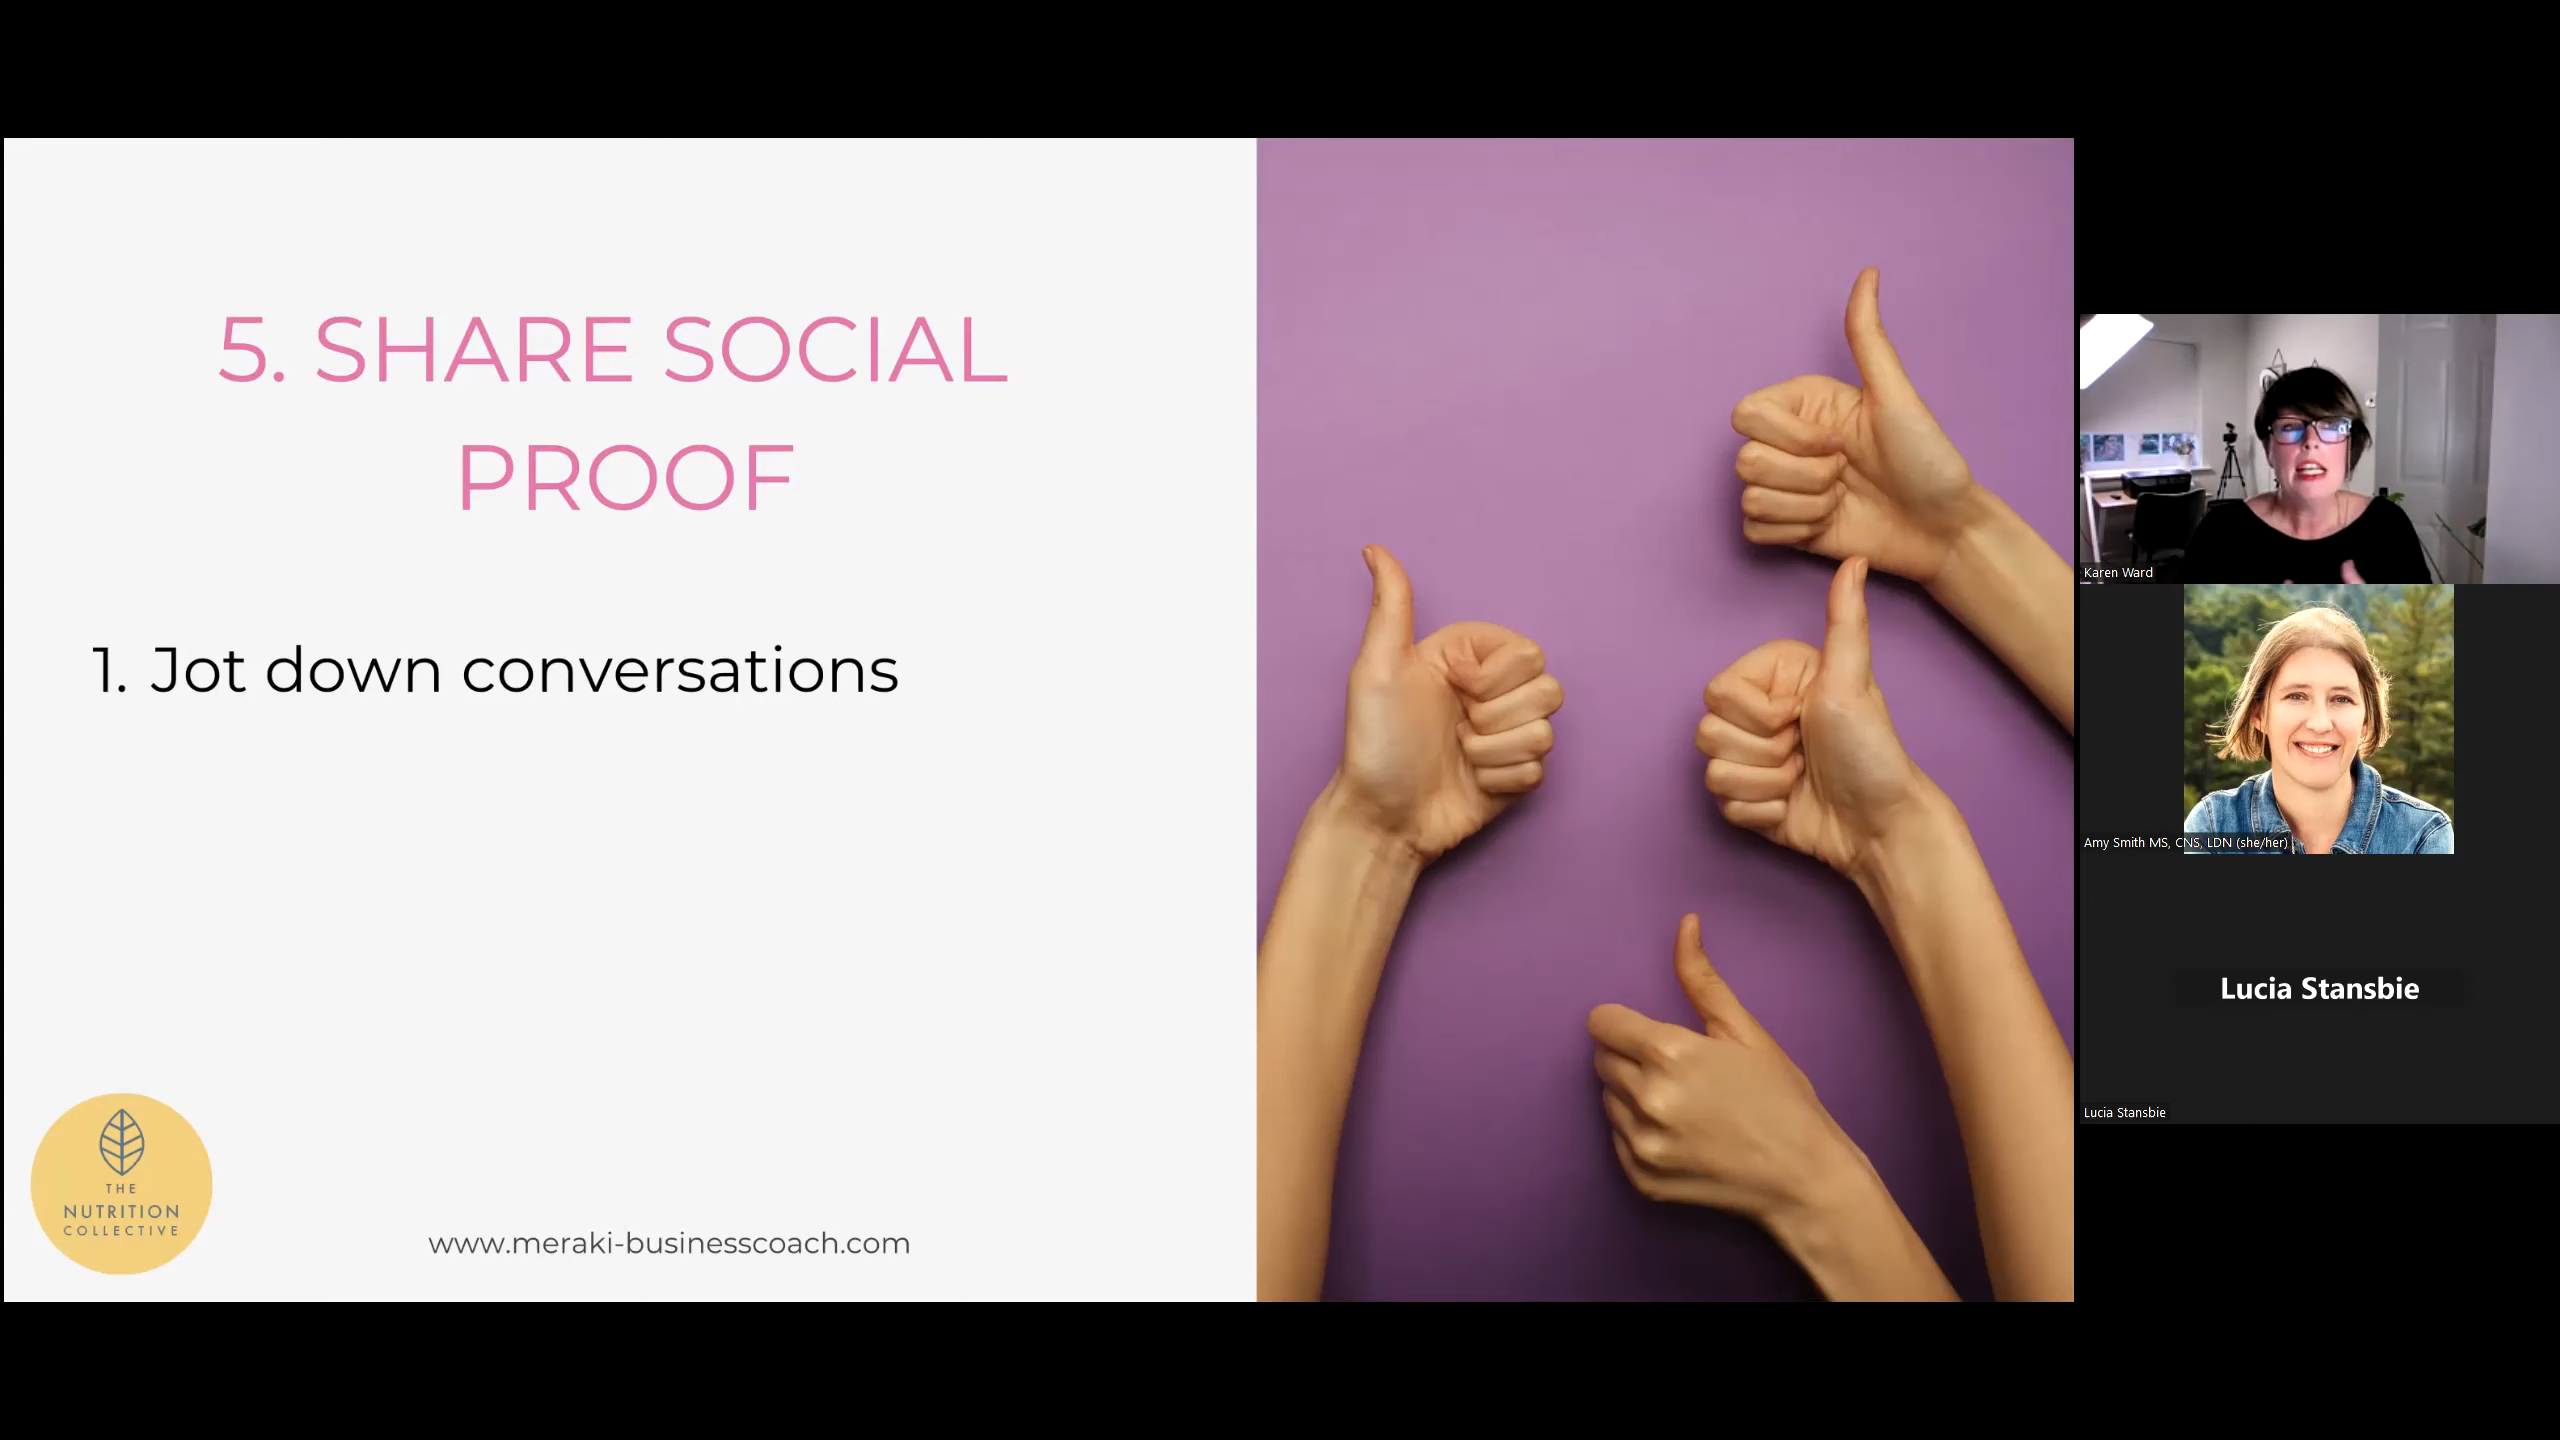 5. SHARE SOCIAL
PROOF
1. Jot down conversations
THE
NUTRITION
COLLECTIVE
www.meraki-businesscoach.com
Karen Ward
Amy Smith MS, CNS, LDN (she/her)
Lucia Stansbie
Lucia Stansbie